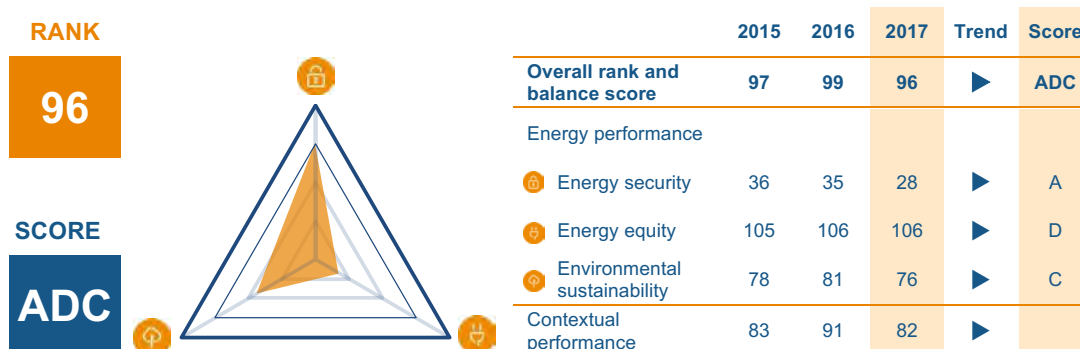 RANK
96
SCORE
ADC
2015 2016 2017 Trend Score
Overall rank and
balance score 97 99 96 ADC
Energy performance
Energy security 36 35 28 A
Energy equity 105 106 106 D
Environmental
sustainability 78 81 76 C
Contextual
performance 83 91 82